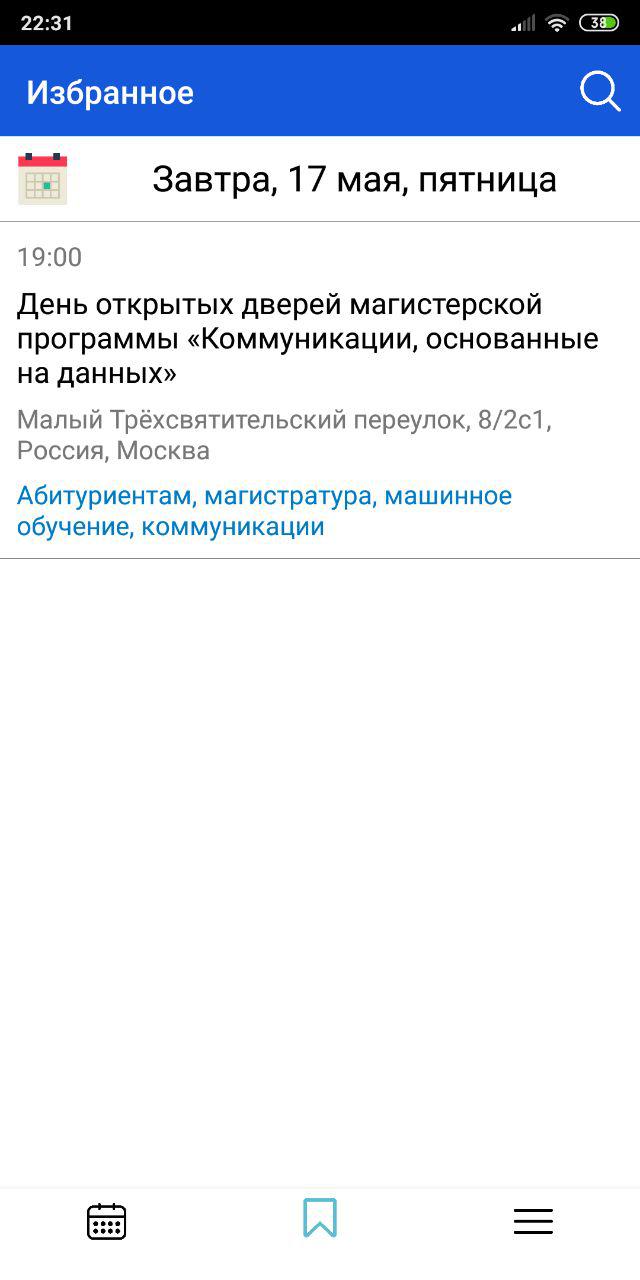 22:31
38
Избранное
Завтра, 17 мая, пятница
19:00
День открытых дверей магистерской
программы «Коммуникации, основанные
на данных»
Малый Трёхсвятительский переулок, 8/2с1,
Россия, Москва
Абитуриентам, магистратура, машинное
обучение, коммуникации